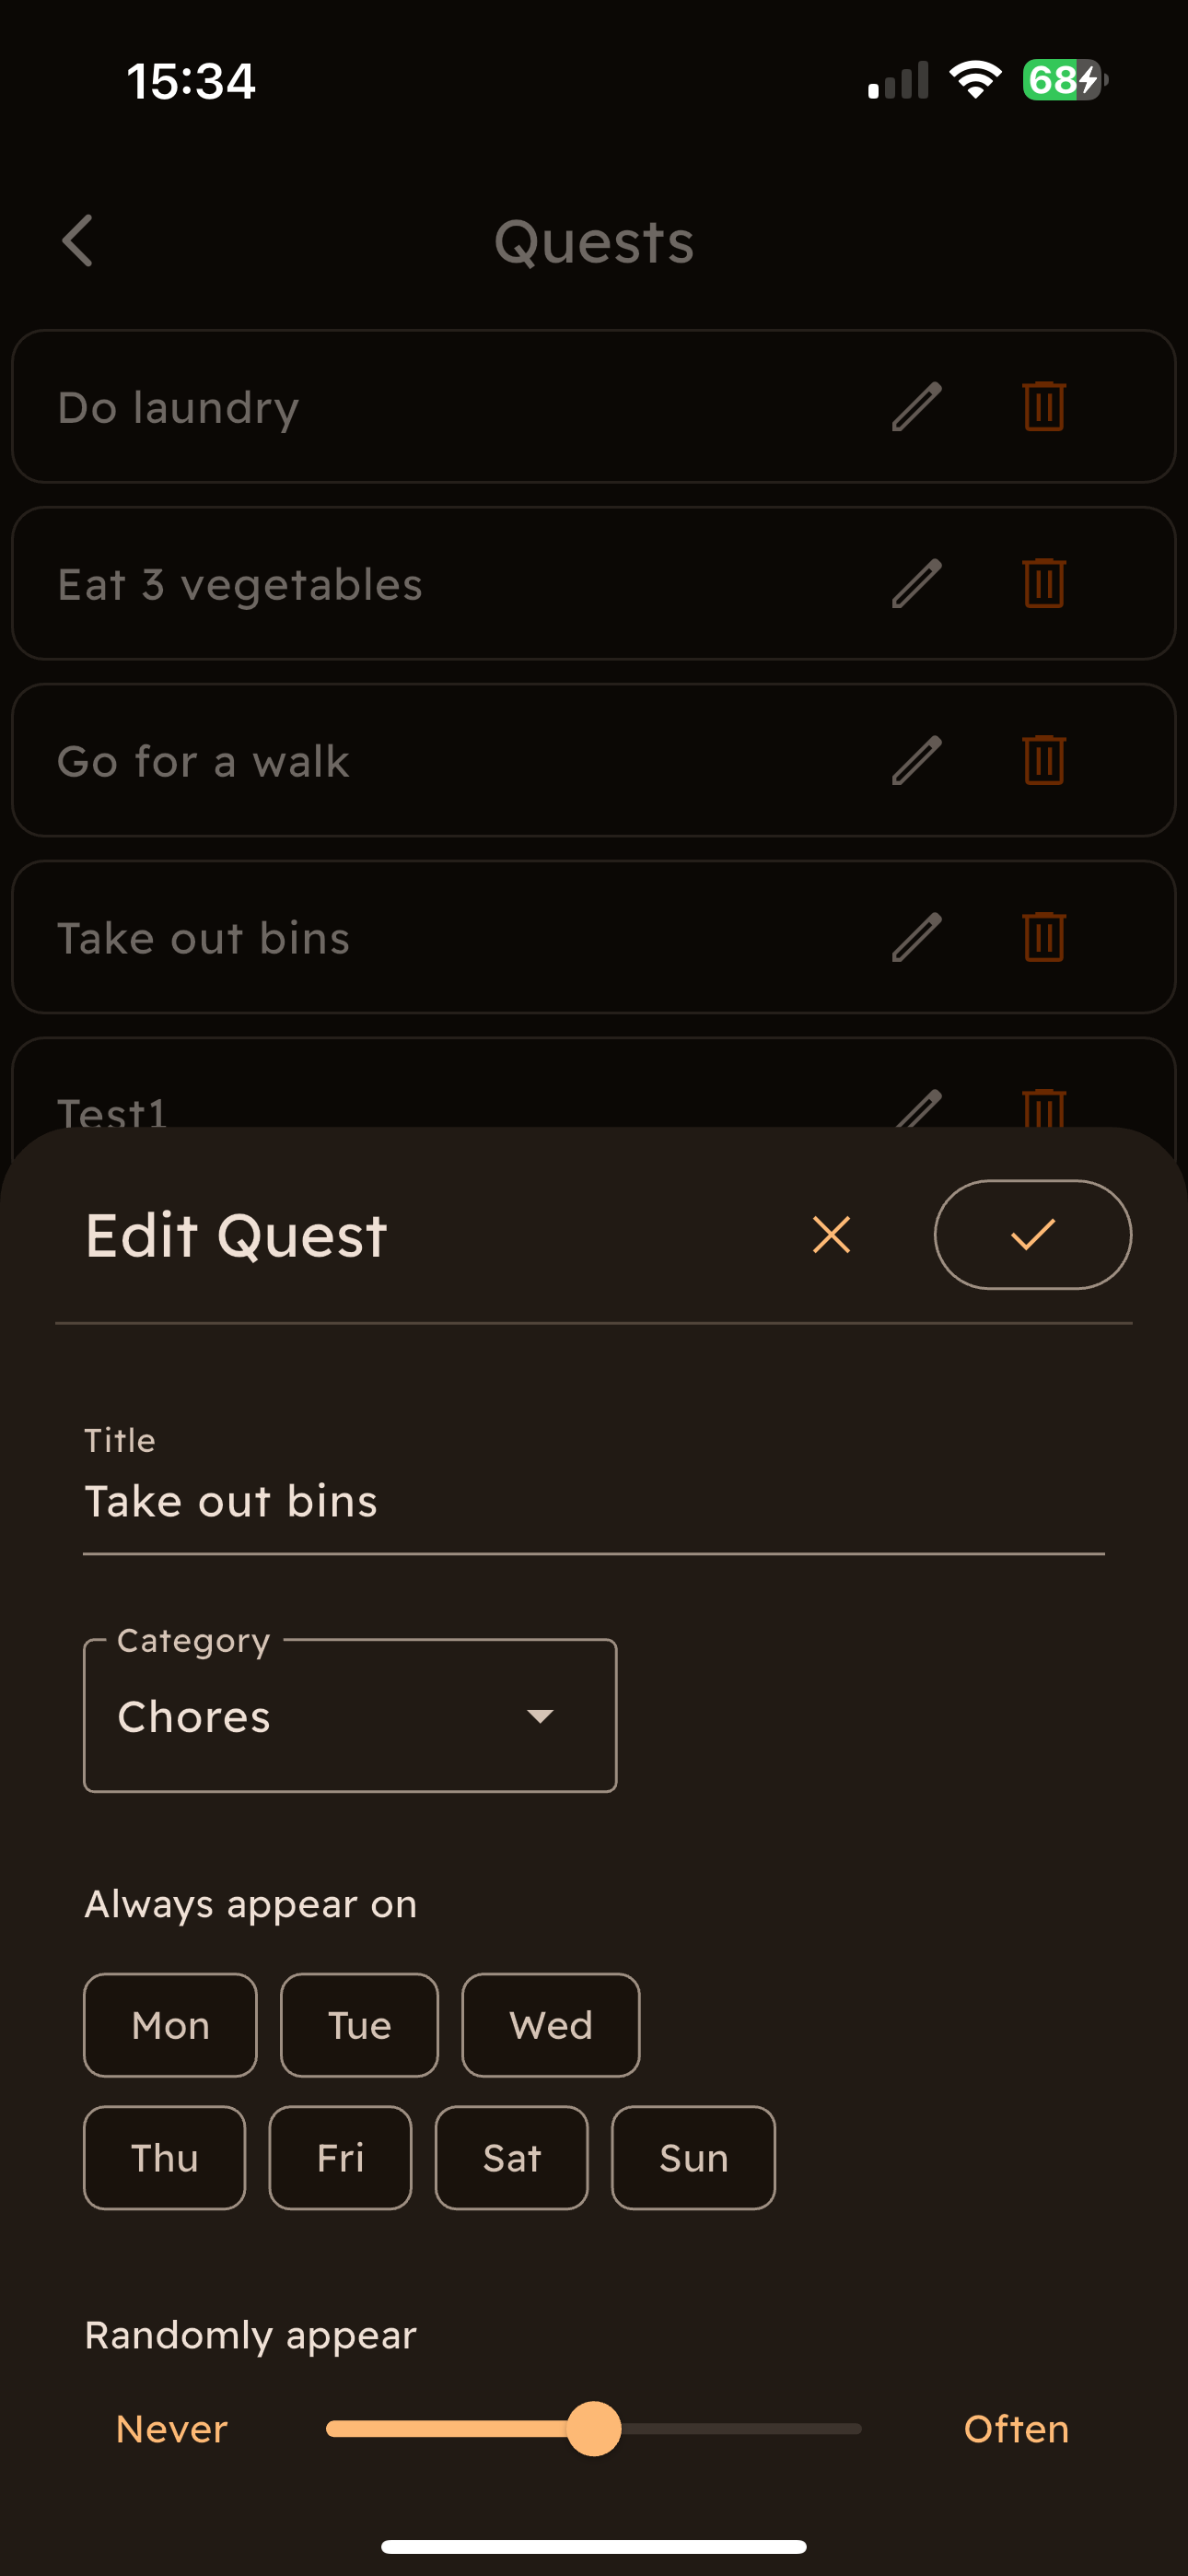 15:34
68
Quests
Do laundry
Eat 3 vegetables
Go for a walk
Take out bins
Test1
Edit Quest
Title
Take out bins
Category
Chores
Always appear on
Mon Tue Wed
Thu Fri Sat Sun
Randomly appear
Never Often